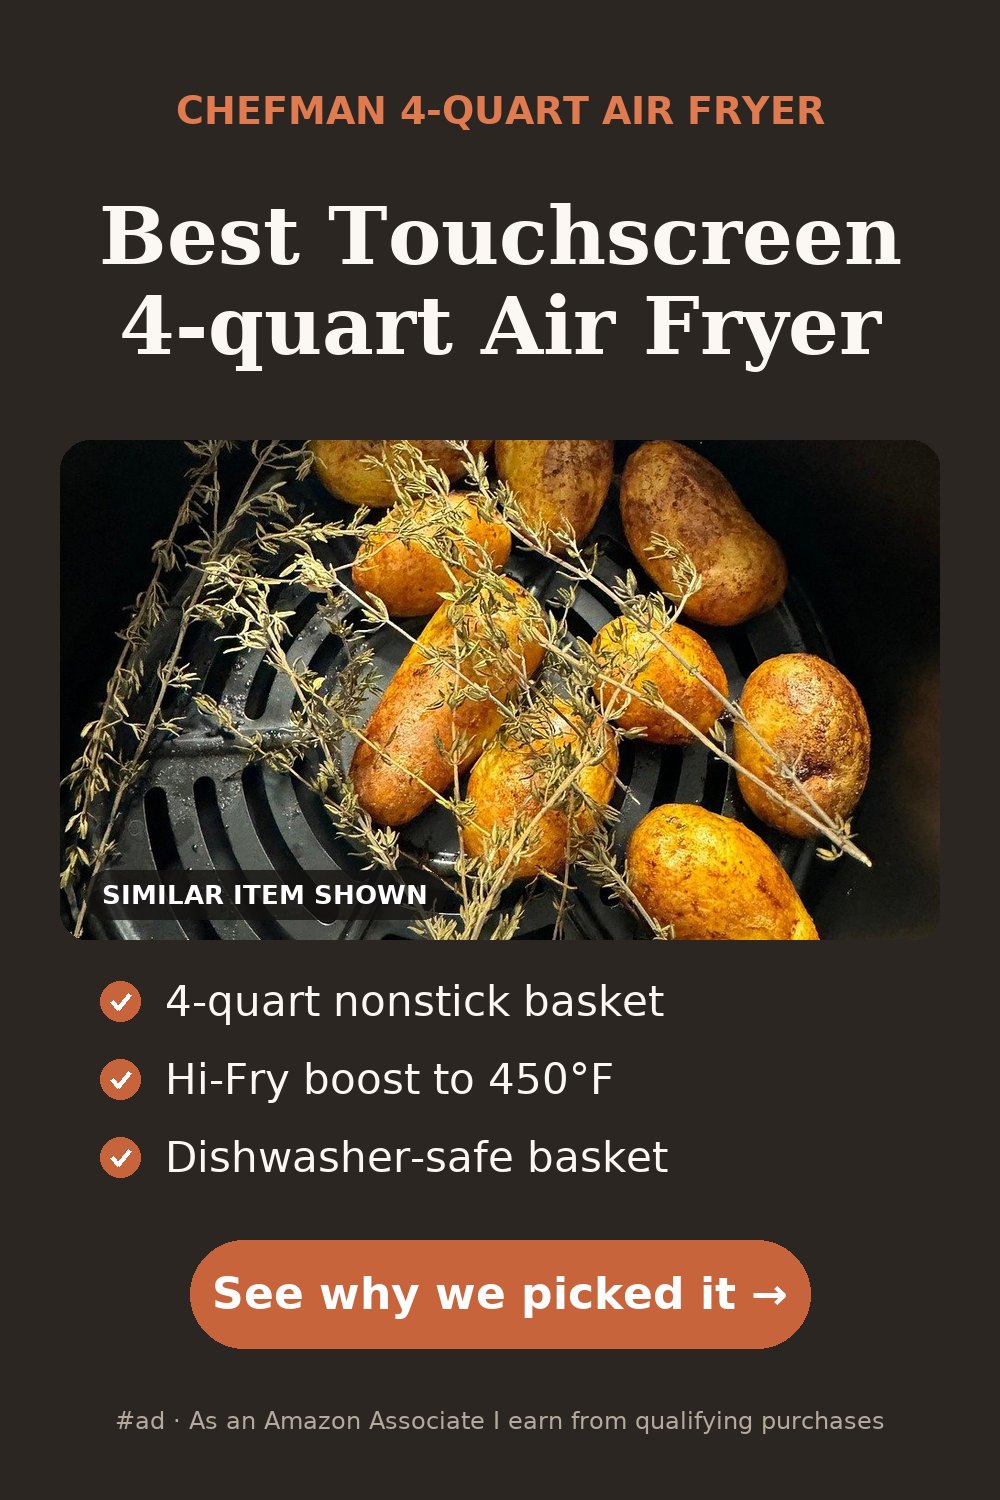 CHEFMAN 4-QUART AIR FRYER
Best Touchscreen
4-quart Air Fryer
SIMILAR ITEM SHOWN
4-quart nonstick basket
Hi-Fry boost to 450°F
Dishwasher-safe basket
See why we picked it →
#ad · As an Amazon Associate I earn from qualifying purchases